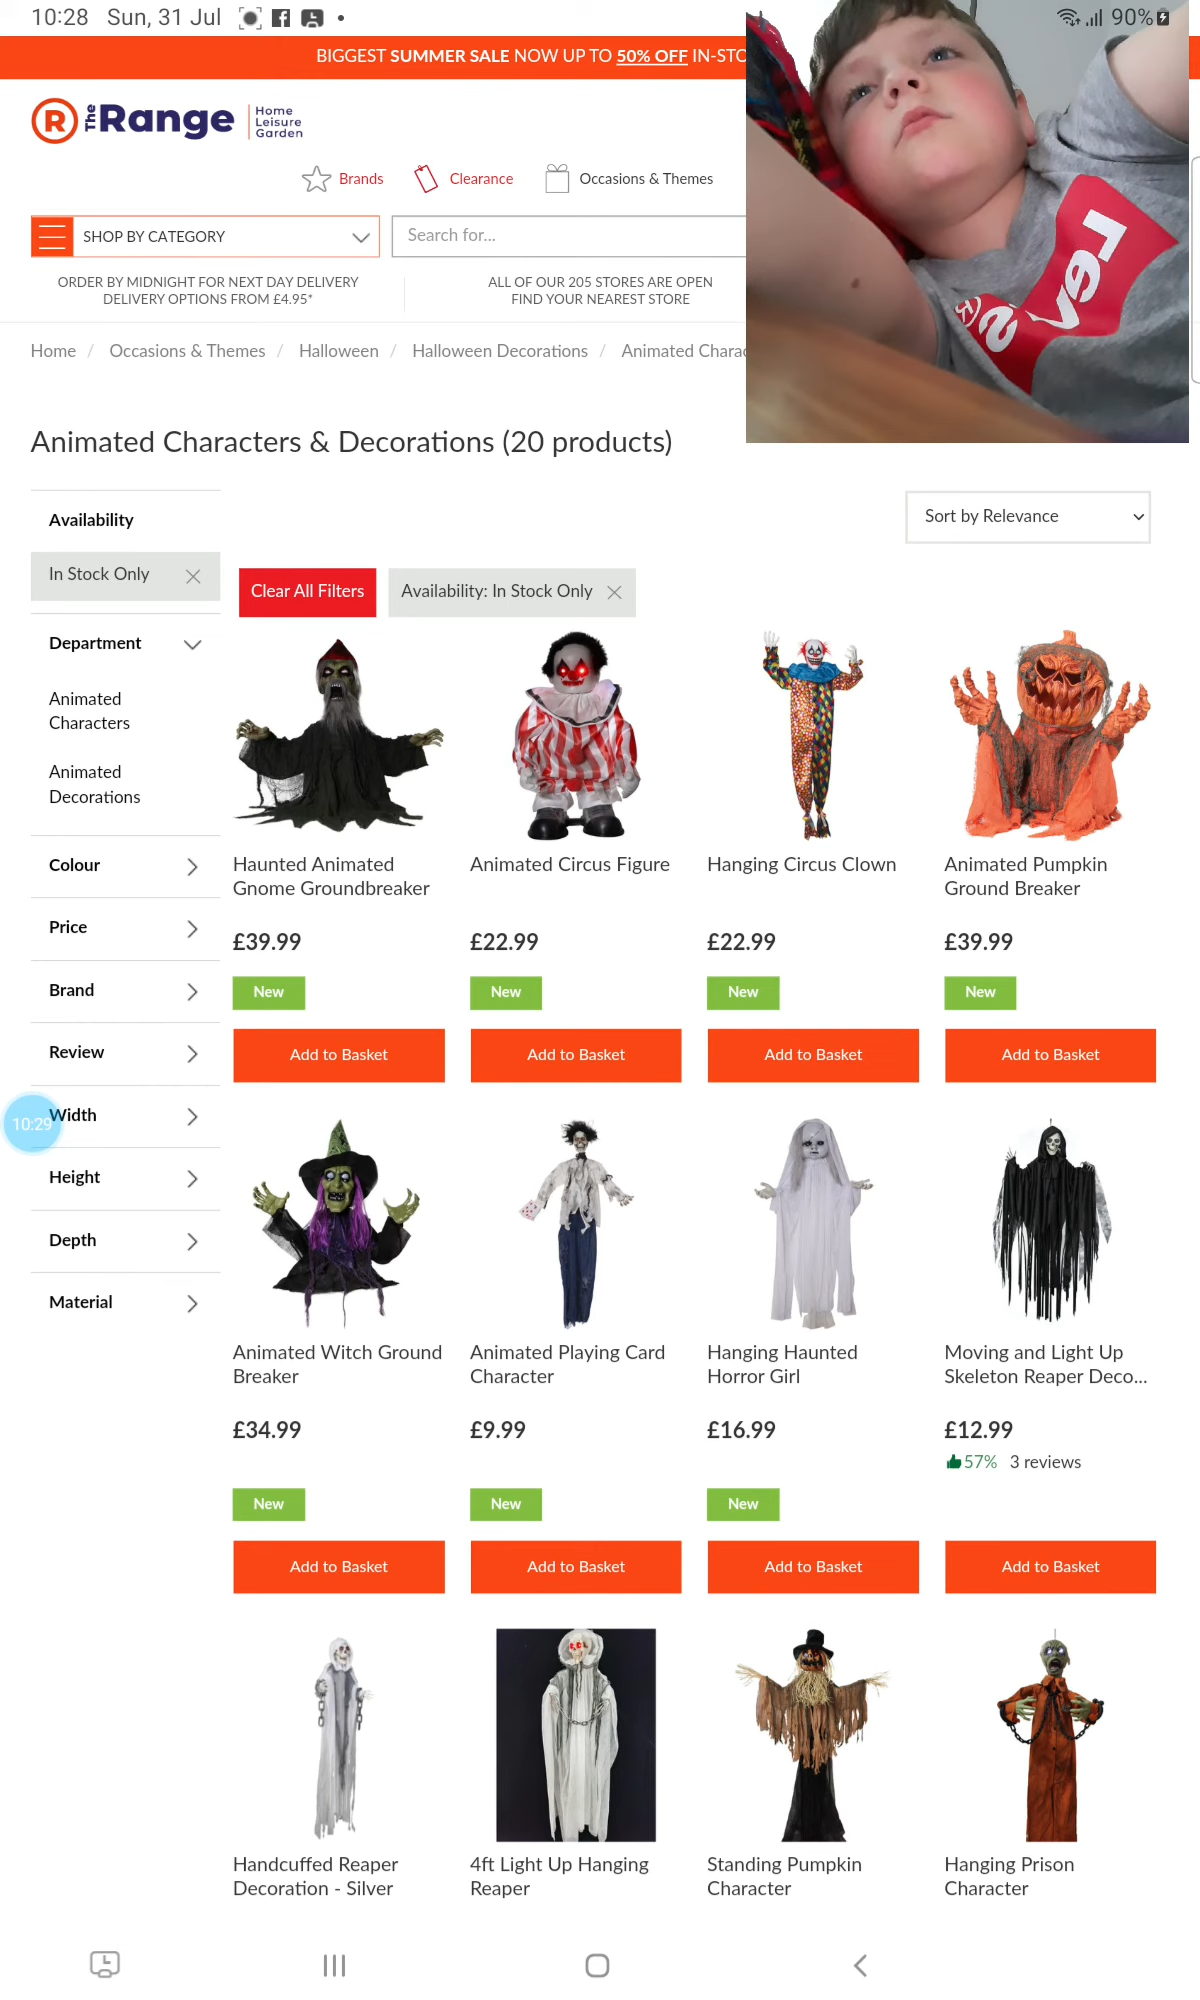 10:28 Sun, 31 Jul
90%
BIGGEST SUMMER SALE NOW UP TO 50% OFF IN-STO
The Range
Home
Leisure
Garden
Brands
Clearance
Occasions & Themes
SHOP BY CATEGORY
Search for...
ORDER BY MIDNIGHT FOR NEXT DAY DELIVERY
DELIVERY OPTIONS FROM £4.95*
ALL OF OUR 205 STORES ARE OPEN
FIND YOUR NEAREST STORE
Levi's
Home / Occasions & Themes / Halloween / Halloween Decorations / Animated Charac
Animated Characters & Decorations (20 products)
Sort by Relevance
Availability
In Stock Only
Clear All Filters
Availability: In Stock Only
Department
Animated
Characters
Animated
Decorations
Colour
Price
Brand
Review
Width
10:29
Height
Depth
Material
Haunted Animated
Gnome Groundbreaker
£39.99
New
Add to Basket
Animated Circus Figure
£22.99
New
Add to Basket
Hanging Circus Clown
£22.99
New
Add to Basket
Animated Pumpkin
Ground Breaker
£39.99
New
Add to Basket
Animated Witch Ground
Breaker
£34.99
New
Add to Basket
Animated Playing Card
Character
£9.99
New
Add to Basket
Hanging Haunted
Horror Girl
£16.99
New
Add to Basket
Moving and Light Up
Skeleton Reaper Deco...
£12.99
57% 3 reviews
Add to Basket
Handcuffed Reaper
Decoration - Silver
4ft Light Up Hanging
Reaper
Standing Pumpkin
Character
Hanging Prison
Character